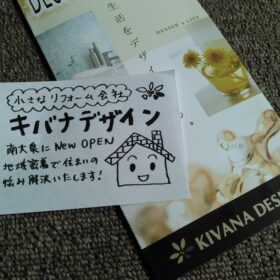 DES
生活をデザイ
DESIGN × LIFE
小さなリフォーム会社
キバナデザイン
南大泉に NEW OPEN
地域密着で住まいの
悩み解決いたします!
KIVANA DES